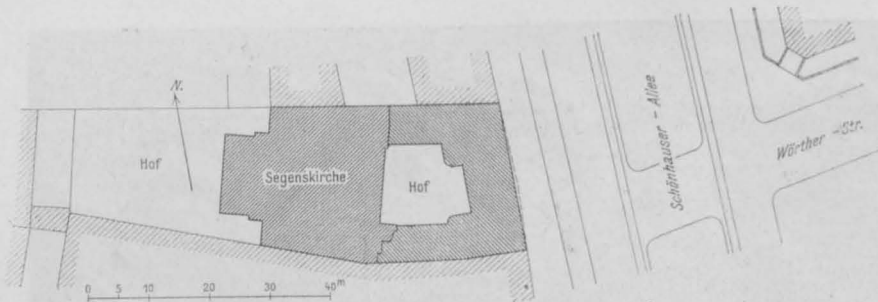 N.
Hof
Segenskirche
Hof
Schönhauser - Allee
Wörther - Str.
0 5 10 20 30 40m